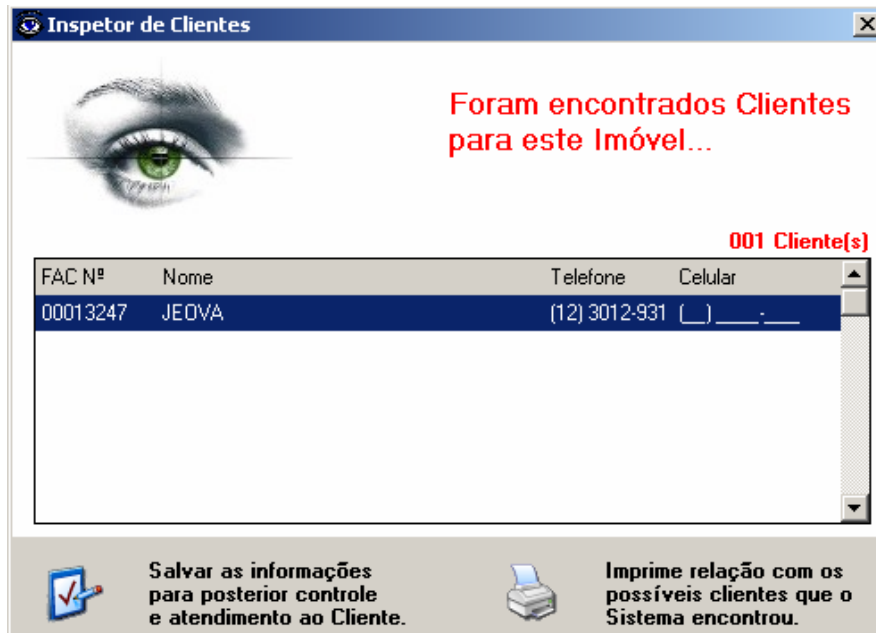 Inspetor de Clientes
Foram encontrados Clientes
para este Imóvel...
001 Cliente(s)
FAC Nº Nome Telefone Celular
00013247 JEOVA (12) 3012-931 (__) ____-___
Salvar as informações
para posterior controle
e atendimento ao Cliente.
Imprime relação com os
possíveis clientes que o
Sistema encontrou.